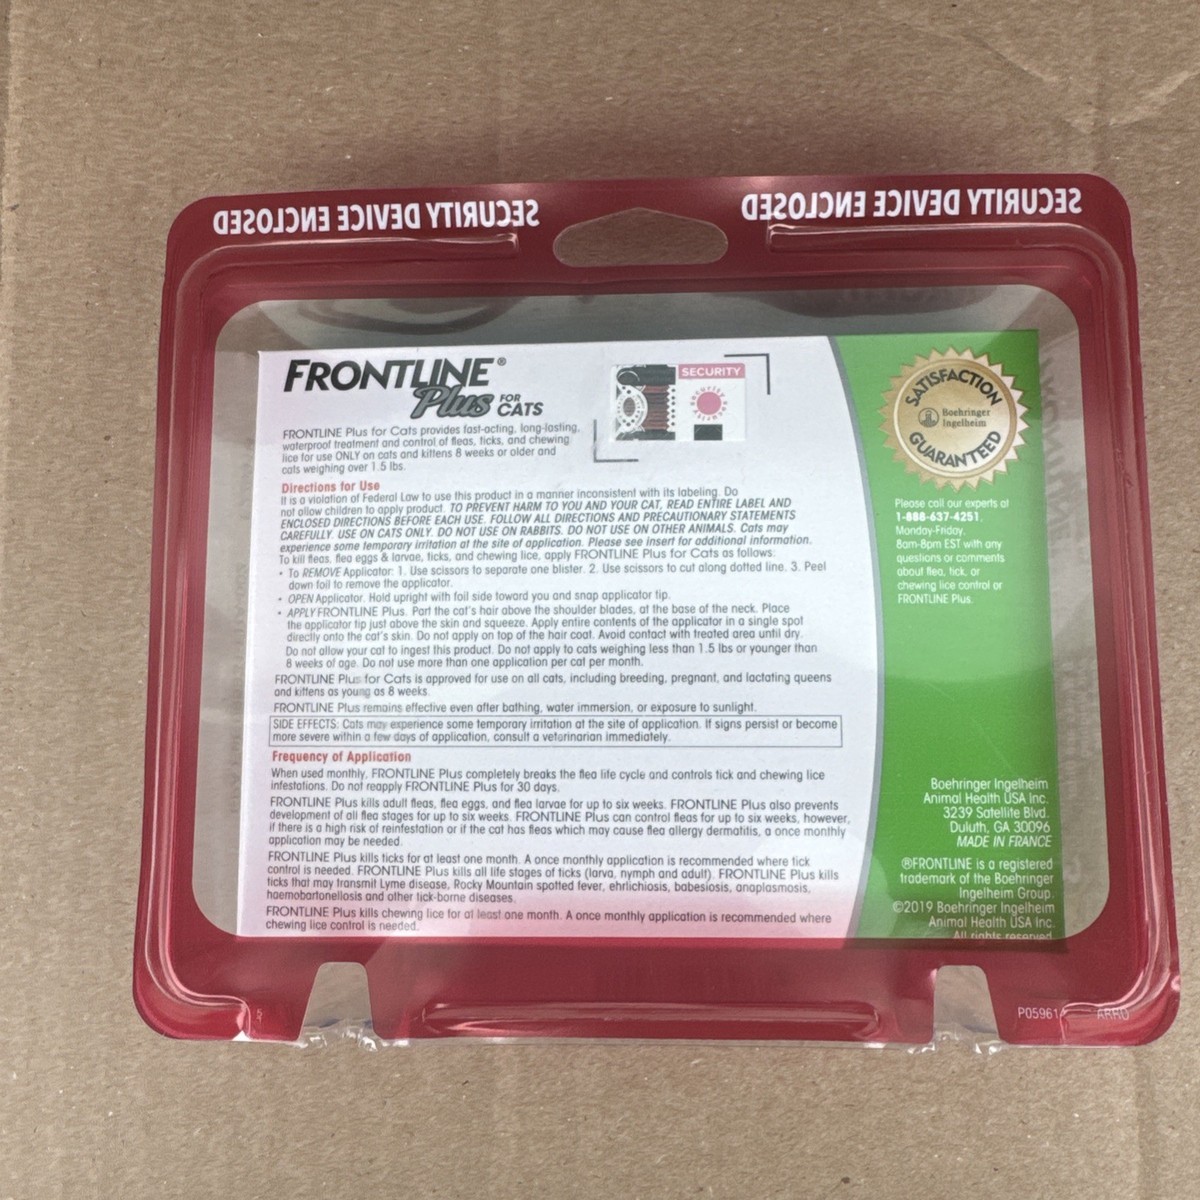 SECURITY DEVICE ENCLOSED
SECURITY DEVICE ENCLOSED
FRONTLINE®
Plus FOR CATS
SECURITY
FRONTLINE Plus for Cats provides fast-acting, long-lasting,
waterproof treatment and control of fleas, ticks, and chewing
lice for use ONLY on cats and kittens 8 weeks or older and
cats weighing over 1.5 lbs.
Directions for Use
It is a violation of Federal Law to use this product in a manner inconsistent with its labeling. Do
not allow children to apply product. TO PREVENT HARM TO YOU AND YOUR CAT, READ ENTIRE LABEL AND
ENCLOSED DIRECTIONS BEFORE EACH USE. FOLLOW ALL DIRECTIONS AND PRECAUTIONARY STATEMENTS
CAREFULLY. USE ON CATS ONLY. DO NOT USE ON RABBITS. DO NOT USE ON OTHER ANIMALS. Cats may
experience some temporary irritation at the site of application. Please see insert for additional information.
To kill fleas, flea eggs & larvae, ticks, and chewing lice, apply FRONTLINE Plus for Cats as follows:
• To REMOVE Applicator: 1. Use scissors to separate one blister. 2. Use scissors to cut along dotted line. 3. Peel
down foil to remove the applicator.
• OPEN Applicator. Hold upright with foil side toward you and snap applicator tip.
• APPLY FRONTLINE Plus. Part the cat's hair above the shoulder blades, at the base of the neck. Place
the applicator tip just above the skin and squeeze. Apply entire contents of the applicator in a single spot
directly onto the cat's skin. Do not apply on top of the hair coat. Avoid contact with treated area until dry.
Do not allow your cat to ingest this product. Do not apply to cats weighing less than 1.5 lbs or younger than
8 weeks of age. Do not use more than one application per cat per month.
FRONTLINE Plus for Cats is approved for use on all cats, including breeding, pregnant, and lactating queens
and kittens as young as 8 weeks.
FRONTLINE Plus remains effective even after bathing, water immersion, or exposure to sunlight.
SIDE EFFECTS: Cats may experience some temporary irritation at the site of application. If signs persist or become
more severe within a few days of application, consult a veterinarian immediately.
Frequency of Application
When used monthly, FRONTLINE Plus completely breaks the flea life cycle and controls tick and chewing lice
infestations. Do not reapply FRONTLINE Plus for 30 days.
FRONTLINE Plus kills adult fleas, flea eggs, and flea larvae for up to six weeks. FRONTLINE Plus also prevents
development of all flea stages for up to six weeks. FRONTLINE Plus can control fleas for up to six weeks, however,
if there is a high risk of reinfestation or if the cat has fleas which may cause flea allergy dermatitis, a once monthly
application may be needed.
FRONTLINE Plus kills ticks for at least one month. A once monthly application is recommended where tick
control is needed. FRONTLINE Plus kills all life stages of ticks (larva, nymph and adult). FRONTLINE Plus kills
ticks that may transmit Lyme disease, Rocky Mountain spotted fever, ehrlichiosis, babesiosis, anaplasmosis,
haemobartonellosis and other tick-borne diseases.
FRONTLINE Plus kills chewing lice for at least one month. A once monthly application is recommended where
chewing lice control is needed.
SATISFACTION
Boehringer
Ingelheim
GUARANTEED
Please call our experts at
1-888-637-4251,
Monday-Friday,
8am-8pm EST with any
questions or comments
about flea, tick, or
chewing lice control or
FRONTLINE Plus.
Boehringer Ingelheim
Animal Health USA Inc.
3239 Satellite Blvd.
Duluth, GA 30096
MADE IN FRANCE
®FRONTLINE is a registered
trademark of the Boehringer
Ingelheim Group.
©2019 Boehringer Ingelheim
Animal Health USA Inc.
All rights reserved.